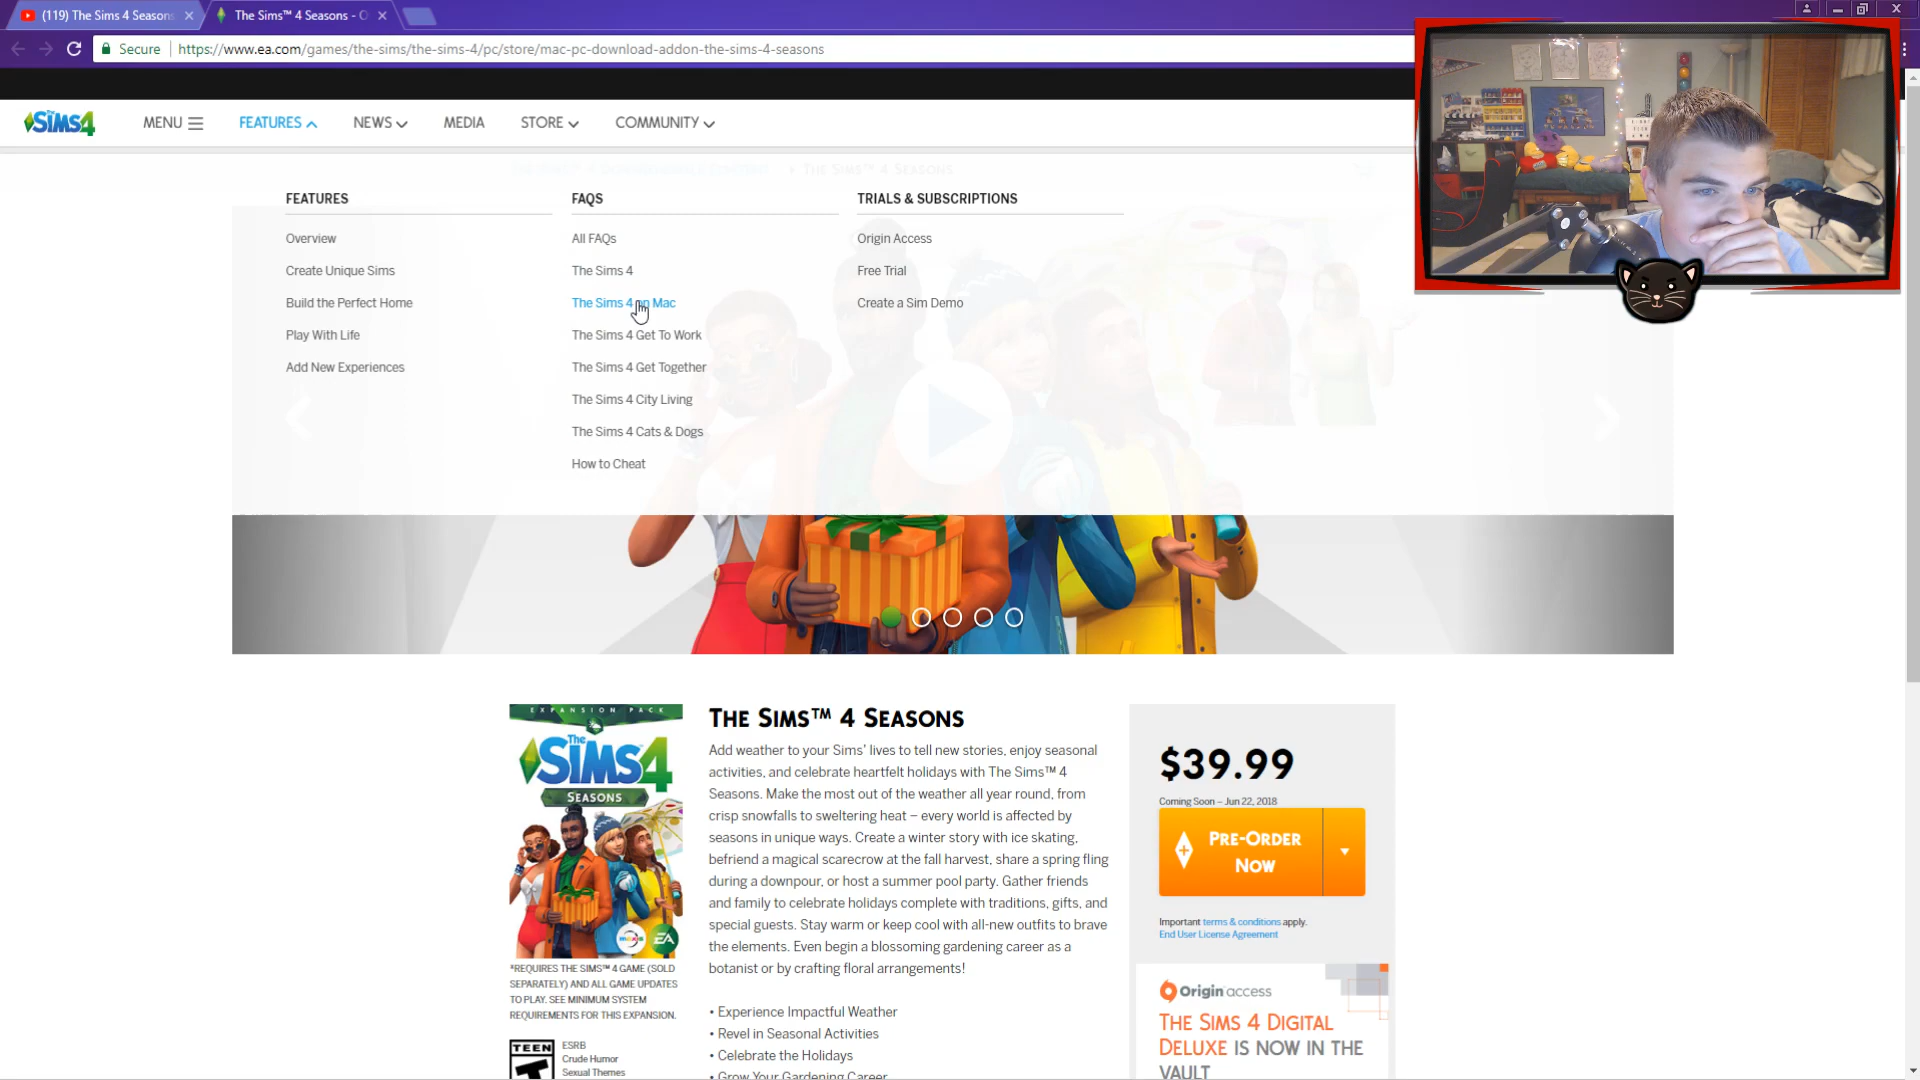 (119) The Sims 4 Seasons
The Sims™ 4 Seasons - O
Secure
https://www.ea.com/games/the-sims/the-sims-4/pc/store/mac-pc-download-addon-the-sims-4-seasons
THE SIMS 4
MENU
FEATURES
NEWS
MEDIA
STORE
COMMUNITY
THE SIMS™ 4 SEASONS
FEATURES
FAQS
TRIALS & SUBSCRIPTIONS
Overview
All FAQs
Origin Access
Create Unique Sims
The Sims 4
Free Trial
Build the Perfect Home
The Sims 4 on Mac
Create a Sim Demo
Play With Life
The Sims 4 Get To Work
Add New Experiences
The Sims 4 Get Together
The Sims 4 City Living
The Sims 4 Cats & Dogs
How to Cheat
EXPANSION PACK
The SIMS 4
SEASONS
maxis EA
*REQUIRES THE SIMS™ 4 GAME (SOLD
SEPARATELY) AND ALL GAME UPDATES
TO PLAY. SEE MINIMUM SYSTEM
REQUIREMENTS FOR THIS EXPANSION.
TEEN
T
ESRB
Crude Humor
Sexual Themes
THE SIMS™ 4 SEASONS
Add weather to your Sims' lives to tell new stories, enjoy seasonal
activities, and celebrate heartfelt holidays with The Sims™ 4
Seasons. Make the most out of the weather all year round, from
crisp snowfalls to sweltering heat – every world is affected by
seasons in unique ways. Create a winter story with ice skating,
befriend a magical scarecrow at the fall harvest, share a spring fling
during a downpour, or host a summer pool party. Gather friends
and family to celebrate holidays complete with traditions, gifts, and
special guests. Stay warm or keep cool with all-new outfits to brave
the elements. Even begin a blossoming gardening career as a
botanist or by crafting floral arrangements!
• Experience Impactful Weather
• Revel in Seasonal Activities
• Celebrate the Holidays
• Grow Your Gardening Career
$39.99
Coming Soon – Jun 22, 2018
PRE-ORDER
NOW
Important terms & conditions apply.
End User License Agreement
Origin access
THE SIMS 4 DIGITAL
DELUXE IS NOW IN THE
VAULT